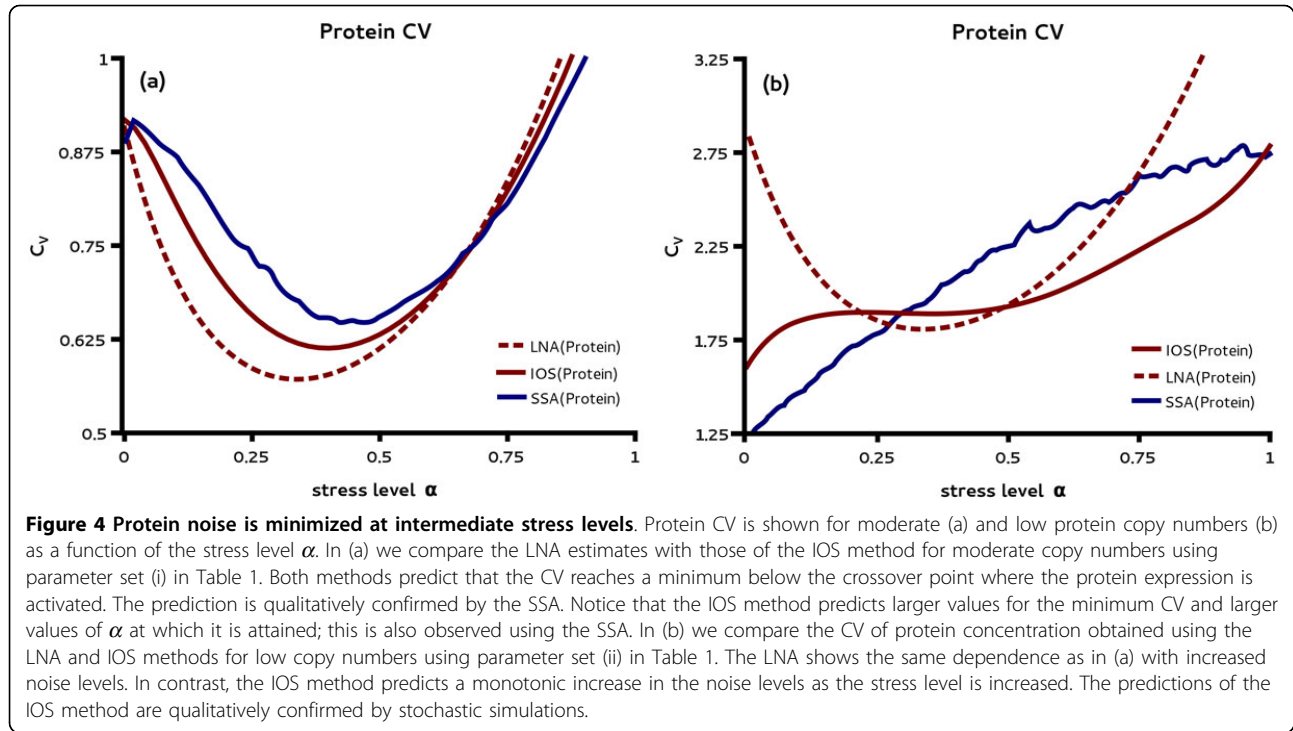 Protein CV
(a)
1
0.875
0.75
0.625
0.5
C_V
0
0.25
0.5
0.75
1
stress level α
LNA(Protein)
IOS(Protein)
SSA(Protein)
Protein CV
(b)
3.25
2.75
2.25
1.75
1.25
C_V
0
0.25
0.5
0.75
1
stress level α
IOS(Protein)
LNA(Protein)
SSA(Protein)
Figure 4 Protein noise is minimized at intermediate stress levels. Protein CV is shown for moderate (a) and low protein copy numbers (b)
as a function of the stress level α. In (a) we compare the LNA estimates with those of the IOS method for moderate copy numbers using
parameter set (i) in Table 1. Both methods predict that the CV reaches a minimum below the crossover point where the protein expression is
activated. The prediction is qualitatively confirmed by the SSA. Notice that the IOS method predicts larger values for the minimum CV and larger
values of α at which it is attained; this is also observed using the SSA. In (b) we compare the CV of protein concentration obtained using the
LNA and IOS methods for low copy numbers using parameter set (ii) in Table 1. The LNA shows the same dependence as in (a) with increased
noise levels. In contrast, the IOS method predicts a monotonic increase in the noise levels as the stress level is increased. The predictions of the
IOS method are qualitatively confirmed by stochastic simulations.